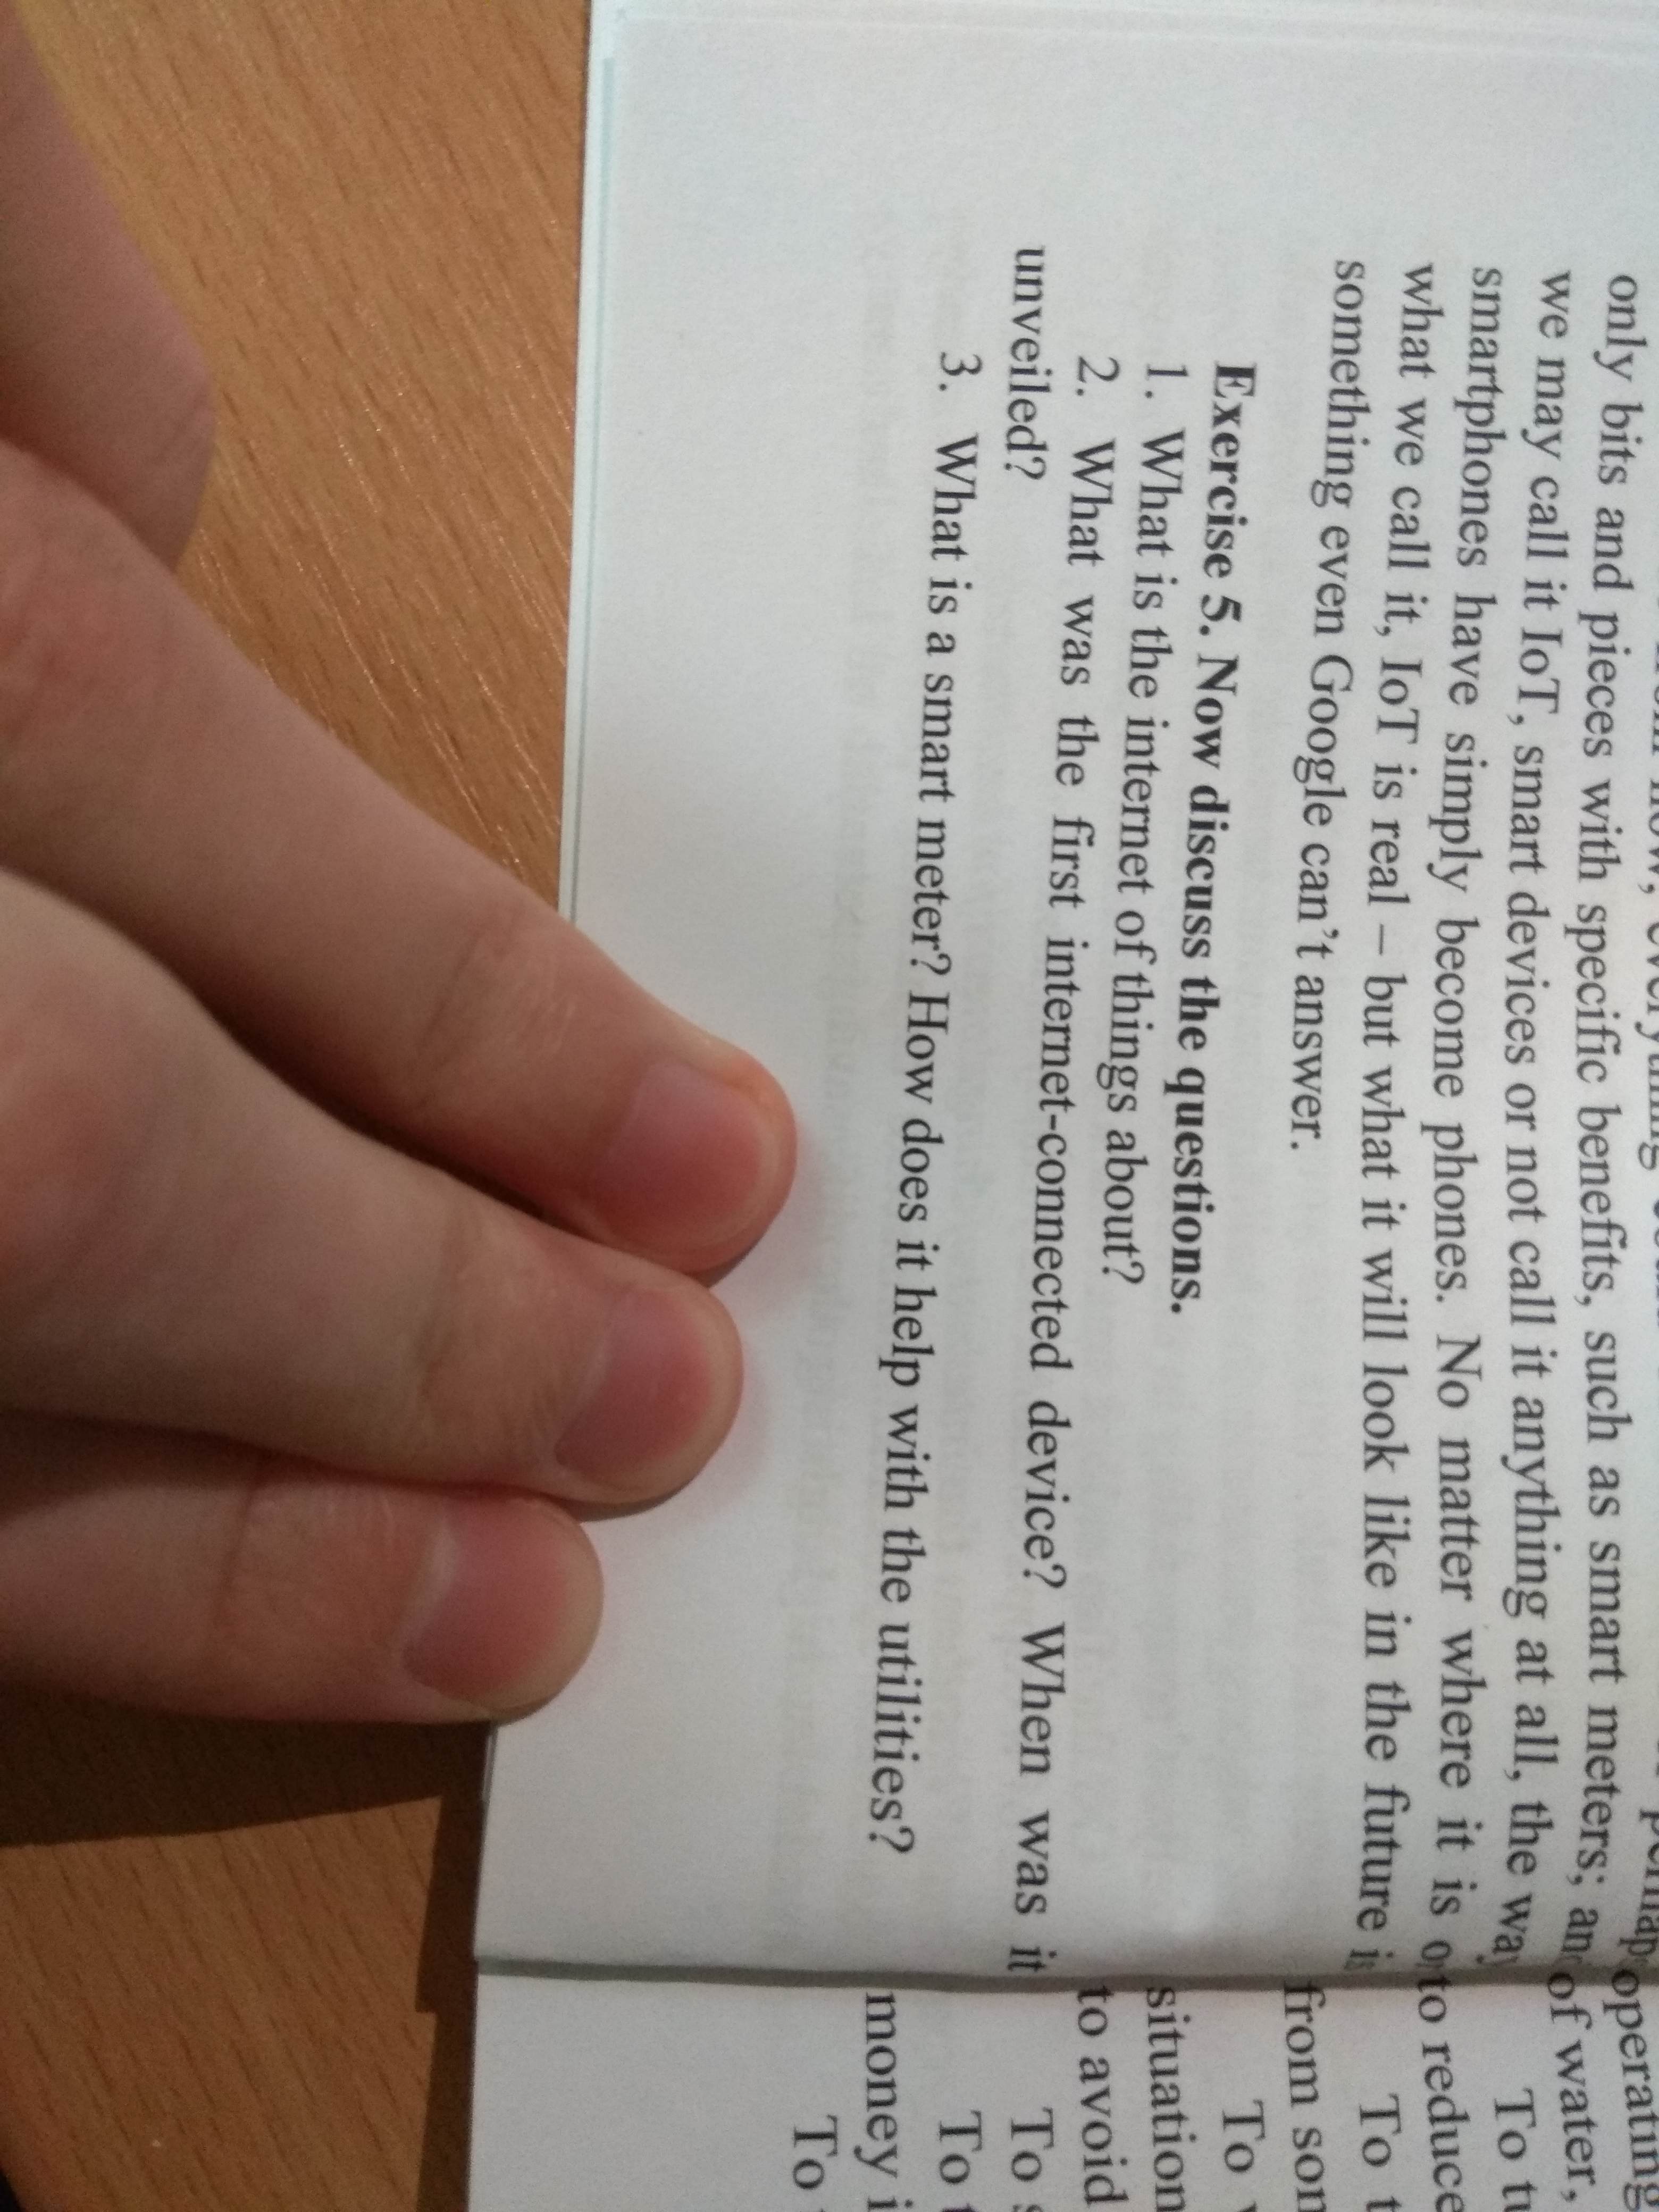 only bits and pieces with specific benefits, such as smart meters; and
we may call it IoT, smart devices or not call it anything at all, the way
smartphones have simply become phones. No matter where it is or
what we call it, IoT is real – but what it will look like in the future is
something even Google can't answer.
Exercise 5. Now discuss the questions.
1. What is the internet of things about?
2. What was the first internet-connected device? When was it
unveiled?
3. What is a smart meter? How does it help with the utilities?
operating
of water,
To
to reduce
To
from
To
situation
to avoid
To
To
money
To